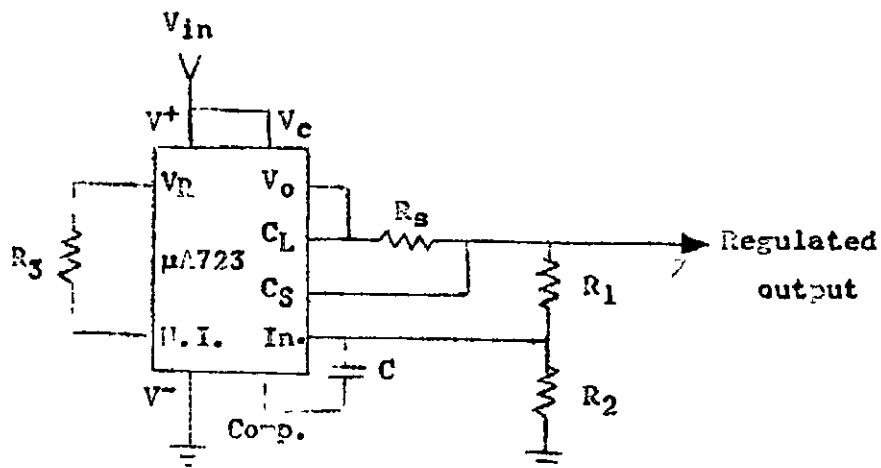 Vin
V+ Vc
VR Vo
CL Rs
R3 μA723
CS
N.I. In.
Regulated
output
R1
C
R2
V-
Comp.